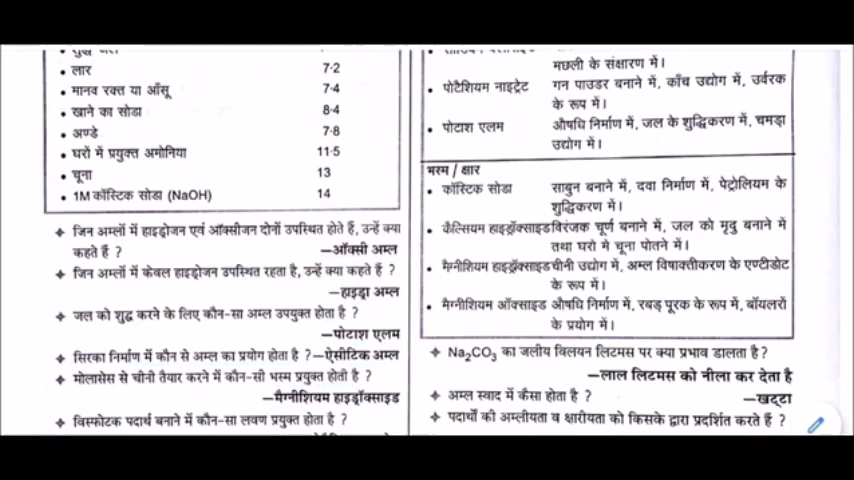 • लार 7·2
• मानव रक्त या आँसू 7·4
• खाने का सोडा 8·4
• अण्डे 7·8
• घरों में प्रयुक्त अमोनिया 11·5
• चूना 13
• 1M कॉस्टिक सोडा (NaOH) 14
✦ जिन अम्लों में हाइड्रोजन एवं ऑक्सीजन दोनों उपस्थित होते हैं, उन्हें क्या
कहते हैं ? —ऑक्सी अम्ल
✦ जिन अम्लों में केवल हाइड्रोजन उपस्थित रहता है, उन्हें क्या कहते हैं ?
—हाइड्रा अम्ल
✦ जल को शुद्ध करने के लिए कौन-सा अम्ल उपयुक्त होता है ?
—पोटाश एलम
✦ सिरका निर्माण में कौन से अम्ल का प्रयोग होता है ? —ऐसीटिक अम्ल
✦ मोलासेस से चीनी तैयार करने में कौन-सी भस्म प्रयुक्त होती है ?
—मैग्नीशियम हाइड्रॉक्साइड
✦ विस्फोटक पदार्थ बनाने में कौन-सा लवण प्रयुक्त होता है ?
मछली के संक्षारण में।
• पोटैशियम नाइट्रेट गन पाउडर बनाने में, काँच उद्योग में, उर्वरक
के रूप में।
• पोटाश एलम औषधि निर्माण में, जल के शुद्धिकरण में, चमड़ा
उद्योग में।
भस्म / क्षार
• कॉस्टिक सोडा साबुन बनाने में, दवा निर्माण में, पेट्रोलियम के
शुद्धिकरण में।
• कैल्सियम हाइड्रॉक्साइड विरंजक चूर्ण बनाने में, जल को मृदु बनाने में
तथा घरो मे चूना पोतने में।
• मैग्नीशियम हाइड्रॉक्साइड चीनी उद्योग में, अम्ल विषाक्तीकरण के एण्टीडोट
के रूप में।
• मैग्नीशियम ऑक्साइड औषधि निर्माण में, रबड़ पूरक के रूप में, बॉयलरों
के प्रयोग में।
✦ Na₂CO₃ का जलीय विलयन लिटमस पर क्या प्रभाव डालता है ?
—लाल लिटमस को नीला कर देता है
✦ अम्ल स्वाद में कैसा होता है ? —खट्टा
✦ पदार्थों की अम्लीयता व क्षारीयता को किसके द्वारा प्रदर्शित करते हैं ?